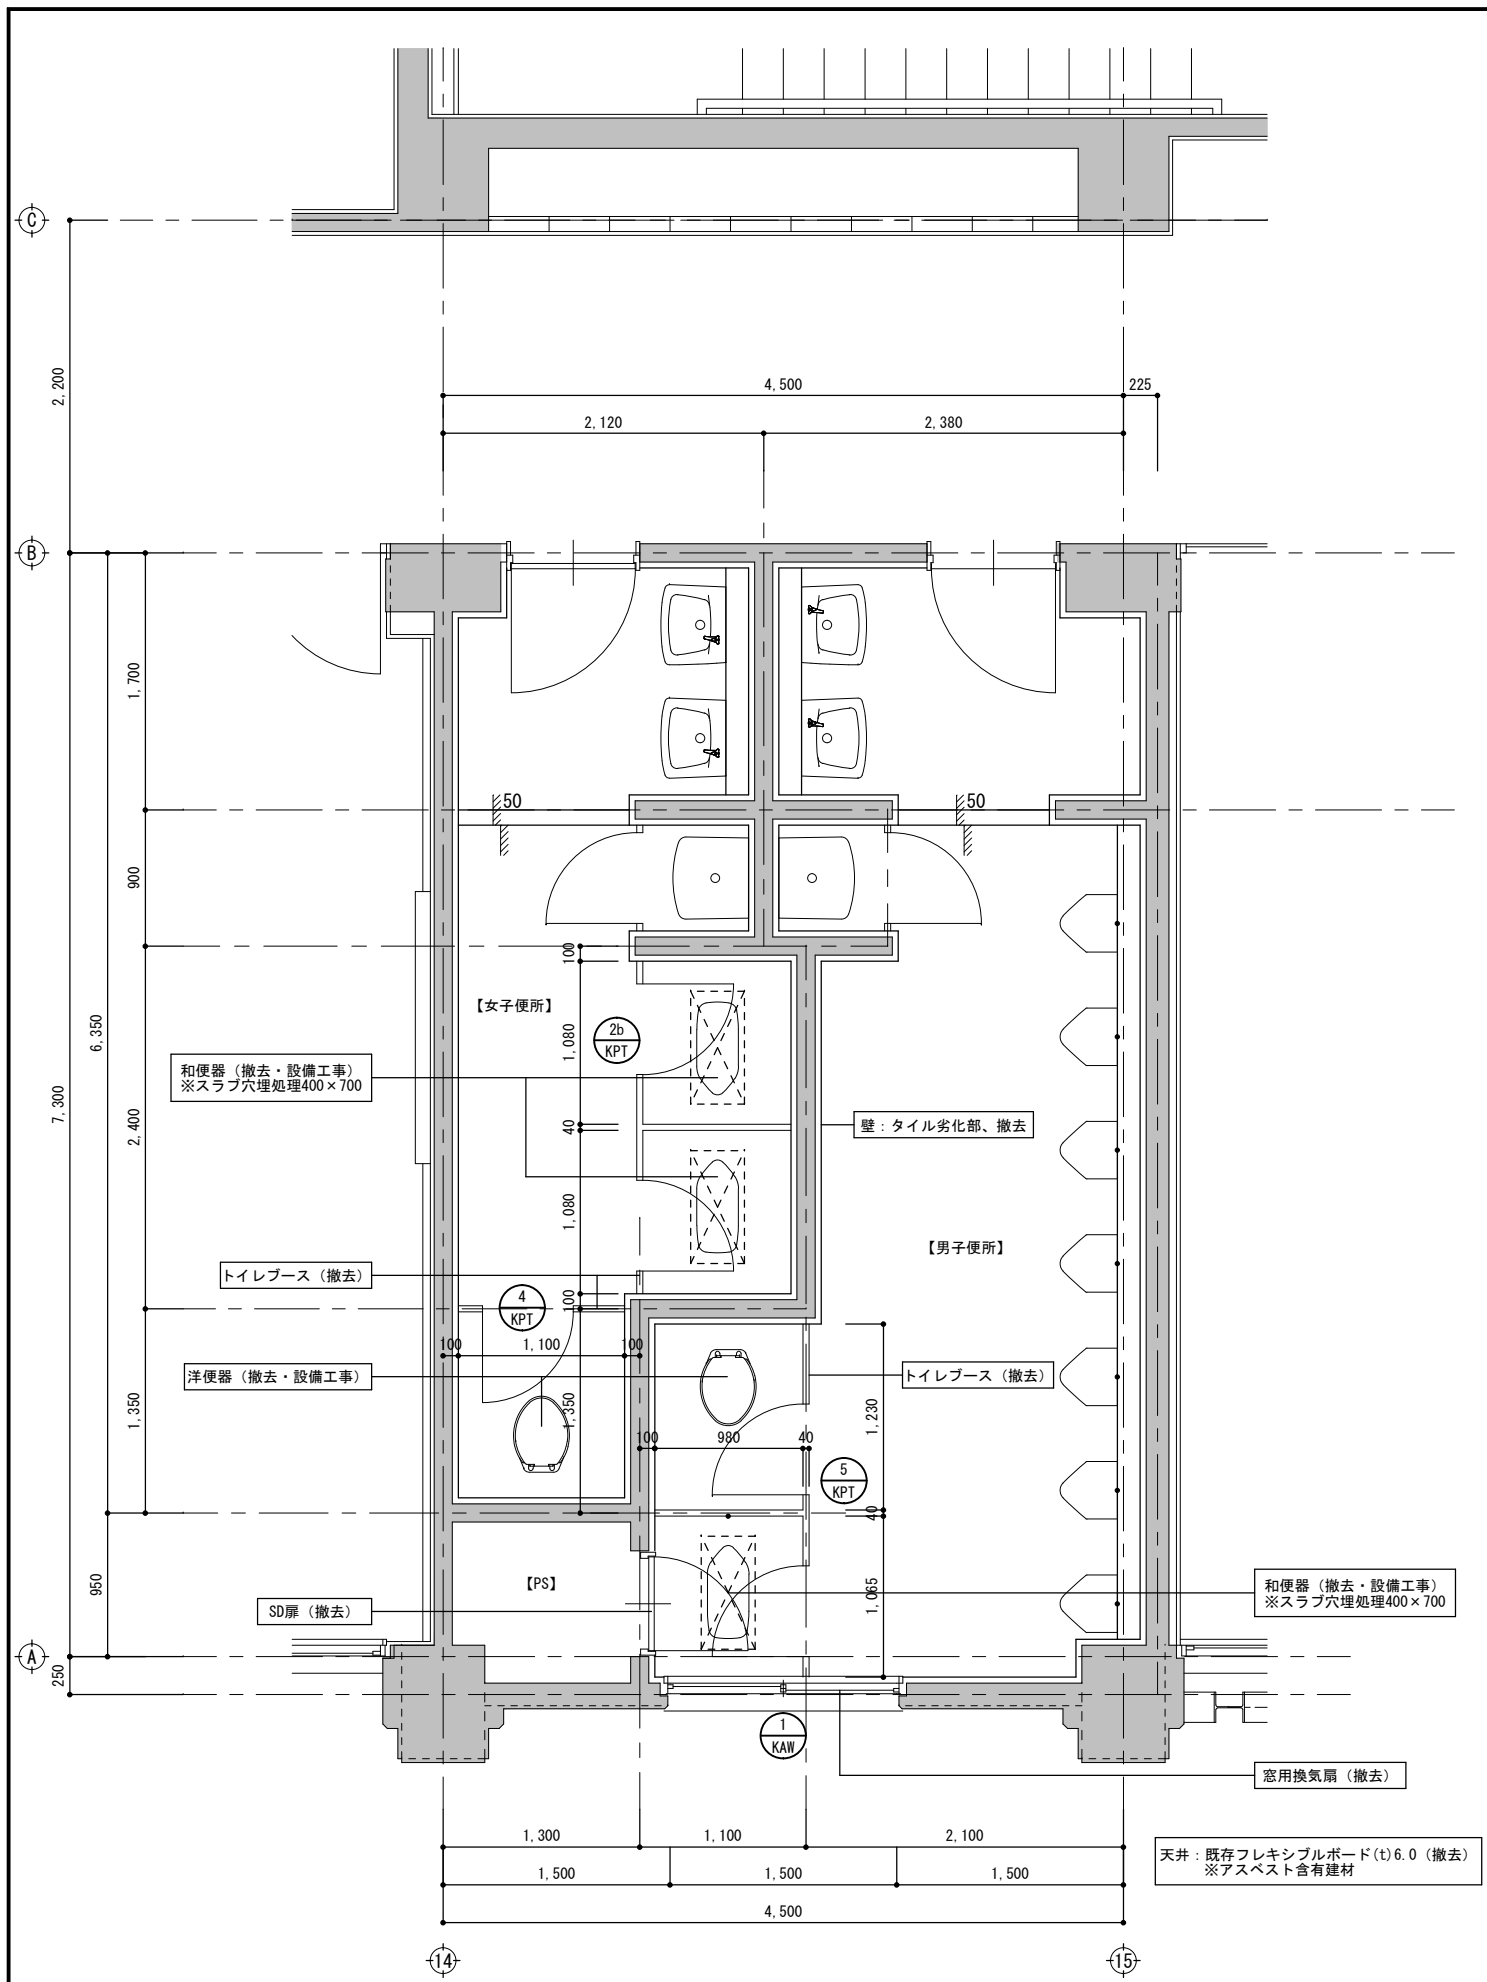 C
2,200
4,500
225
2,120
2,380
B
1,700
50
50
900
100
【女子便所】
2b
KPT
1,080
6,350
和便器（撤去・設備工事）
※スラブ穴埋処理400×700
7,300
2,400
40
壁：タイル劣化部、撤去
1,080
【男子便所】
トイレブース（撤去）
4
KPT
100
100
1,100
100
洋便器（撤去・設備工事）
トイレブース（撤去）
1,350
1,350
1,230
100
980
40
5
KPT
40
950
【PS】
1,065
和便器（撤去・設備工事）
※スラブ穴埋処理400×700
SD扉（撤去）
A
250
1
KAW
窓用換気扇（撤去）
1,300
1,100
2,100
天井：既存フレキシブルボード(t)6.0（撤去）
※アスベスト含有建材
1,500
1,500
1,500
4,500
14
15